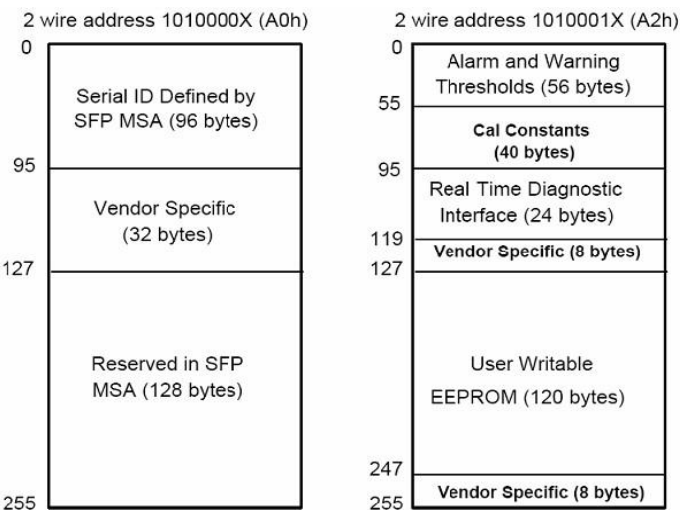 2 wire address 1010000X (A0h)
0
Serial ID Defined by
SFP MSA (96 bytes)
95
Vendor Specific
(32 bytes)
127
Reserved in SFP
MSA (128 bytes)
255
2 wire address 1010001X (A2h)
0
Alarm and Warning
Thresholds (56 bytes)
55
Cal Constants
(40 bytes)
95
Real Time Diagnostic
Interface (24 bytes)
119
Vendor Specific (8 bytes)
127
User Writable
EEPROM (120 bytes)
247
Vendor Specific (8 bytes)
255